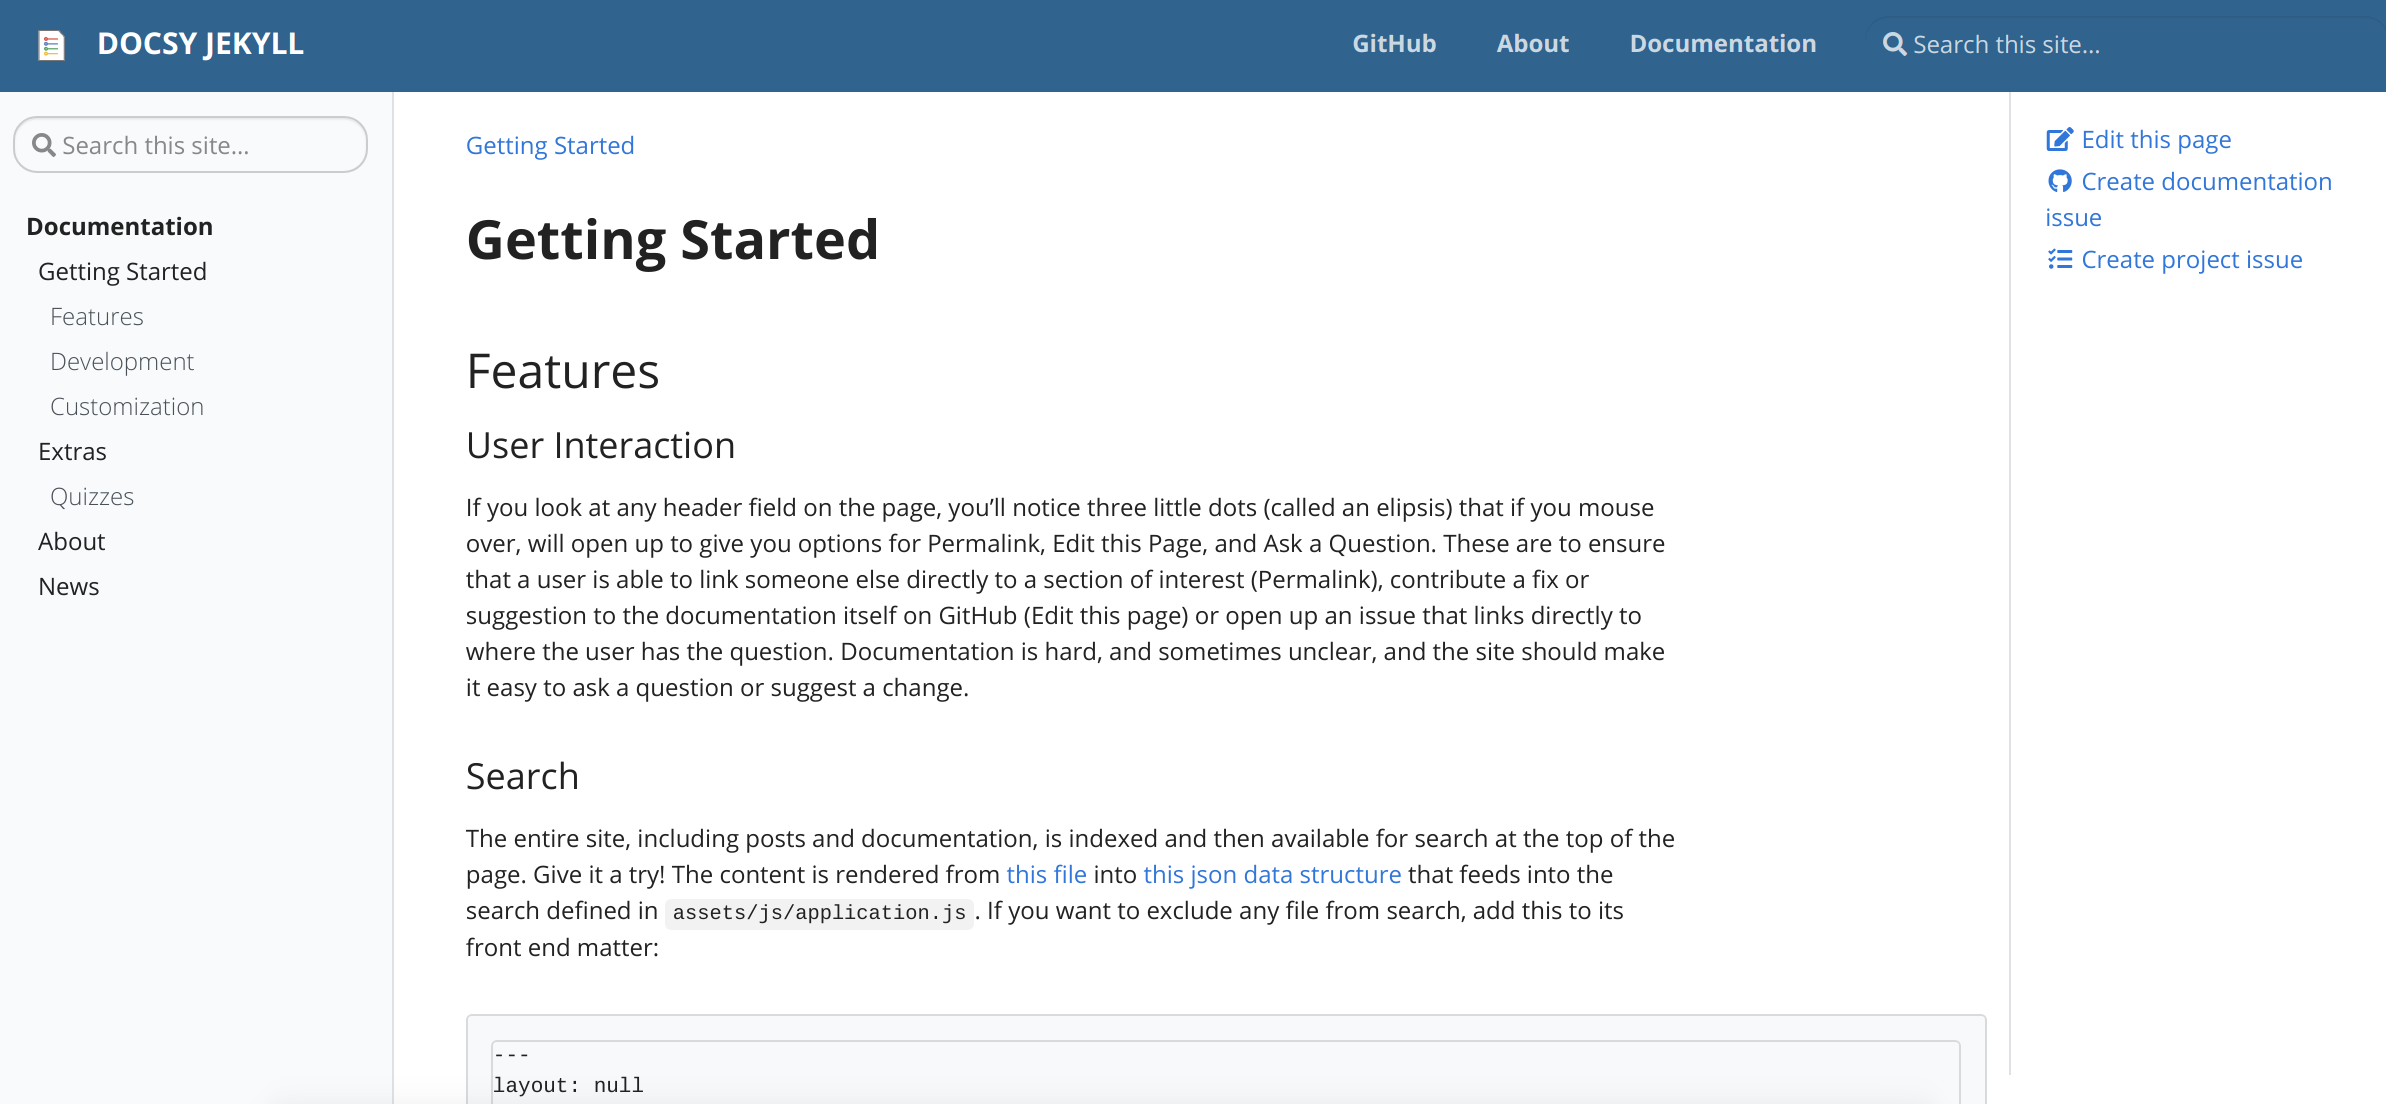 DOCSY JEKYLL
GitHub
About
Documentation
Search this site...
Search this site...
Documentation
Getting Started
Features
Development
Customization
Extras
Quizzes
About
News
Getting Started
Getting Started
Features
User Interaction
If you look at any header field on the page, you’ll notice three little dots (called an elipsis) that if you mouse
over, will open up to give you options for Permalink, Edit this Page, and Ask a Question. These are to ensure
that a user is able to link someone else directly to a section of interest (Permalink), contribute a fix or
suggestion to the documentation itself on GitHub (Edit this page) or open up an issue that links directly to
where the user has the question. Documentation is hard, and sometimes unclear, and the site should make
it easy to ask a question or suggest a change.
Search
The entire site, including posts and documentation, is indexed and then available for search at the top of the
page. Give it a try! The content is rendered from this file into this json data structure that feeds into the
search defined in assets/js/application.js. If you want to exclude any file from search, add this to its
front end matter:
---
layout: null
Edit this page
Create documentation
issue
Create project issue